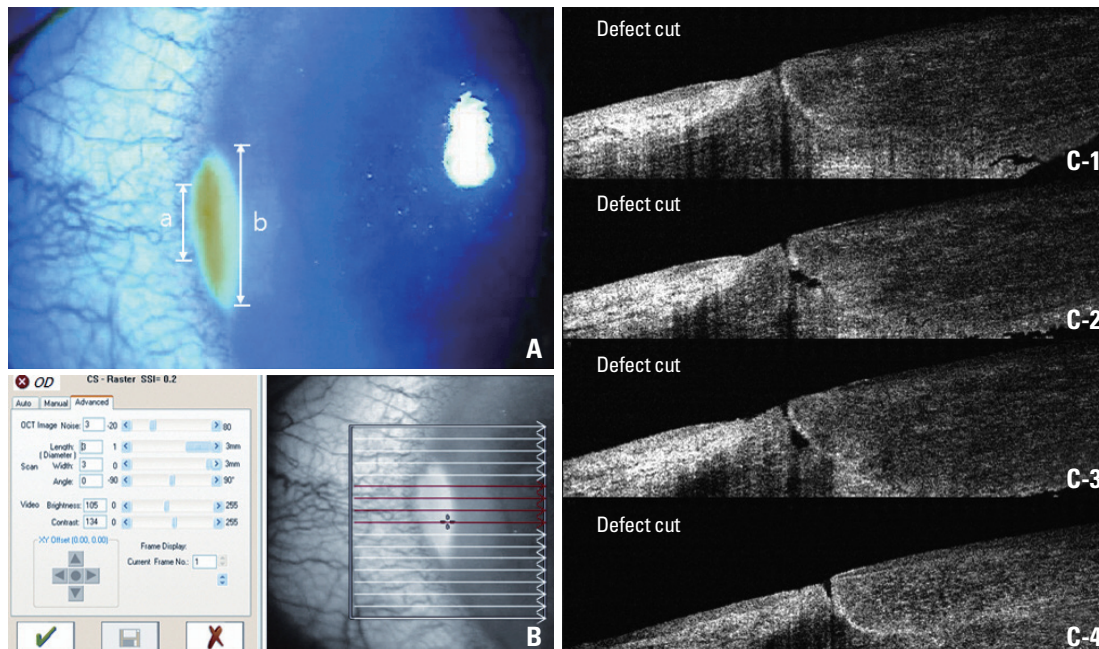 a
b
A
OD
CS - Raster SSI= 0.2
Auto Manual Advanced
OCT Image Noise: 3 -20 80
Length: 1 3mm
(Diameter)
Scan Width: 3 0 3mm
Angle: 0 -90 90°
Video Brightness: 105 0 255
Contrast: 134 0 255
XY Offset (0.00, 0.00)
Frame Display:
Current Frame No.: 1
B
Defect cut
C-1
Defect cut
C-2
Defect cut
C-3
Defect cut
C-4